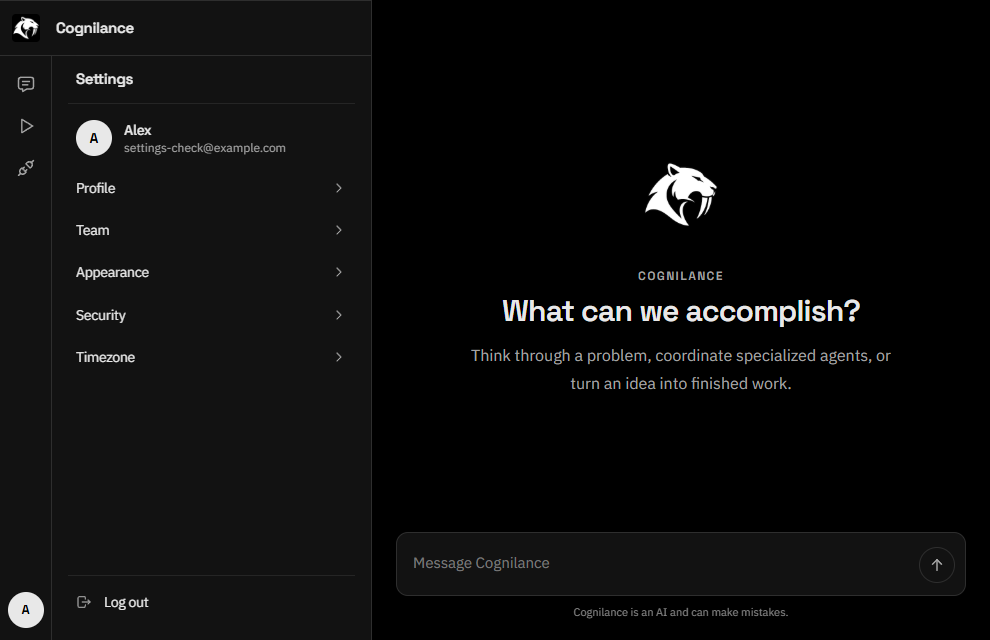 Cognilance
Settings
A
Alex
settings-check@example.com
Profile
Team
Appearance
Security
Timezone
A
Log out
COGNILANCE
What can we accomplish?
Think through a problem, coordinate specialized agents, or
turn an idea into finished work.
Message Cognilance
Cognilance is an AI and can make mistakes.